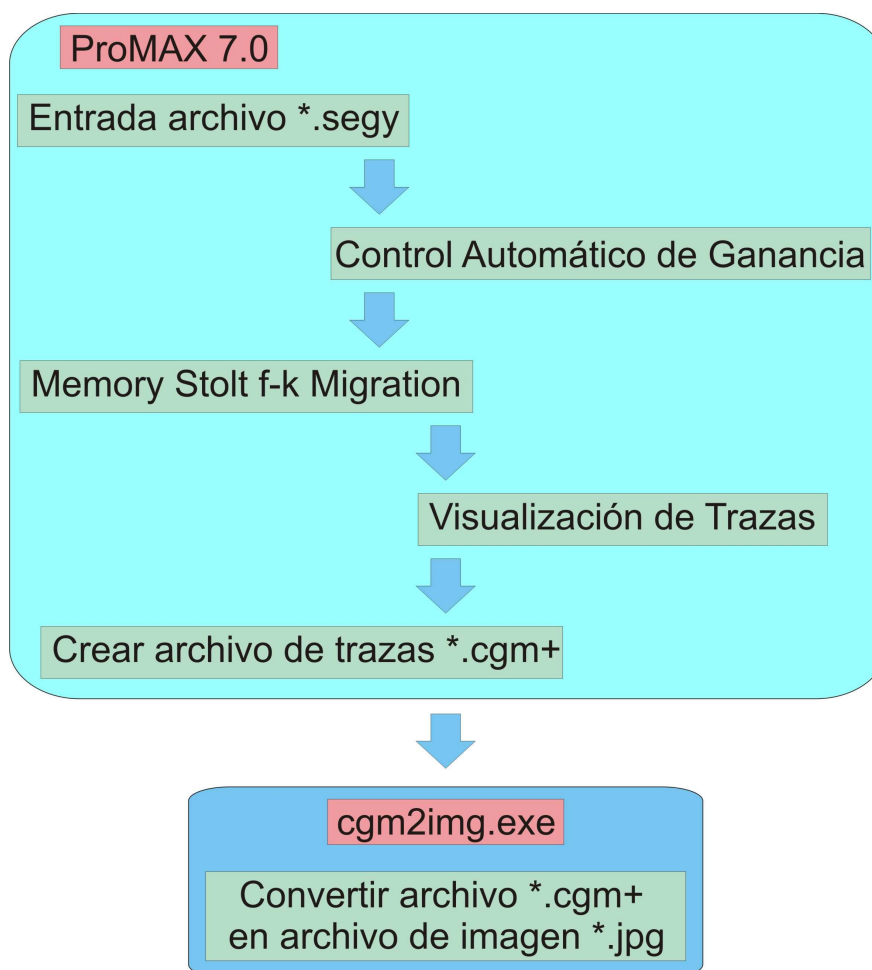 ProMAX 7.0
Entrada archivo *.segy
Control Automático de Ganancia
Memory Stolt f-k Migration
Visualización de Trazas
Crear archivo de trazas *.cgm+
cgm2img.exe
Convertir archivo *.cgm+
en archivo de imagen *.jpg